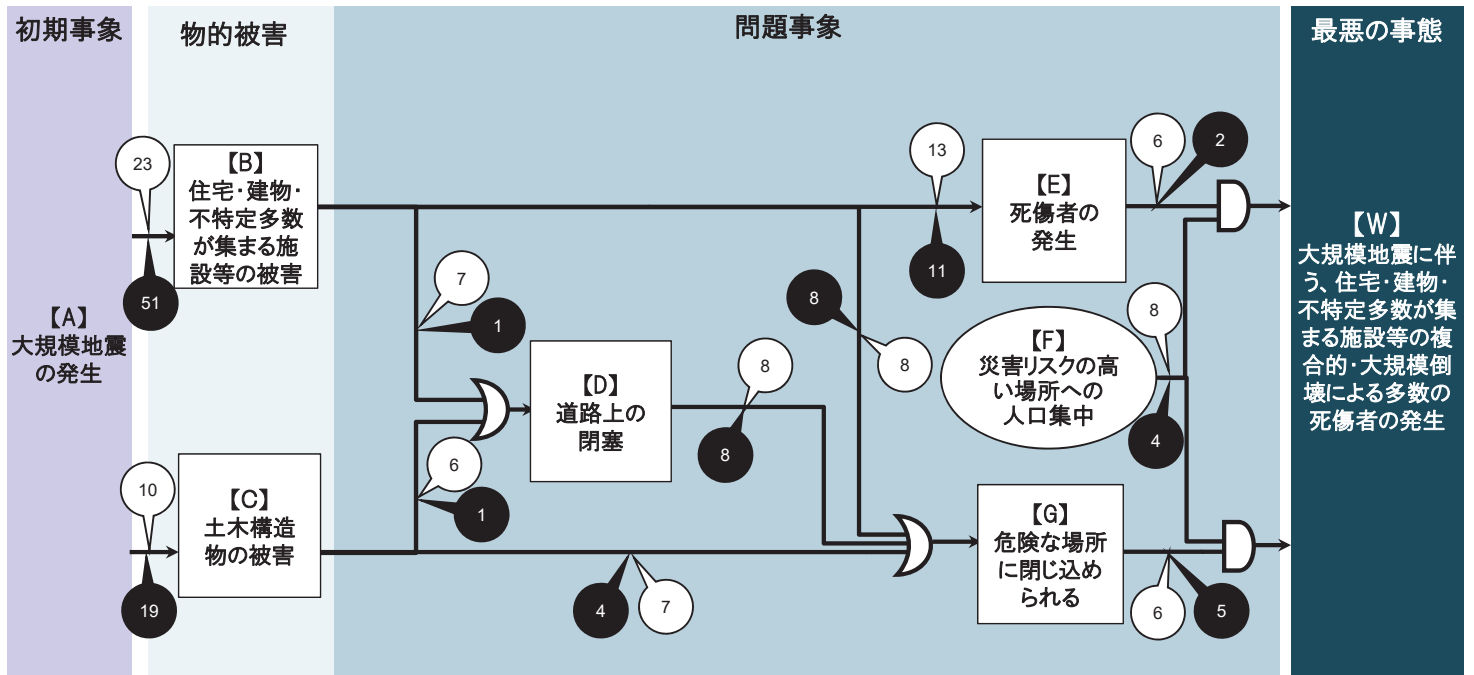 初期事象
物的被害
問題事象
最悪の事態
23
【B】
住宅・建物・
不特定多数
が集まる施
設等の被害
51
【A】
大規模地震
の発生
10
【C】
土木構造
物の被害
19
7
1
6
1
【D】
道路上の
閉塞
8
8
4
7
8
8
13
11
【E】
死傷者の
発生
6
2
【F】
災害リスクの高
い場所への
人口集中
8
4
【G】
危険な場所
に閉じ込め
られる
6
5
【W】
大規模地震に伴
う、住宅・建物・
不特定多数が集
まる施設等の複
合的・大規模倒
壊による多数の
死傷者の発生